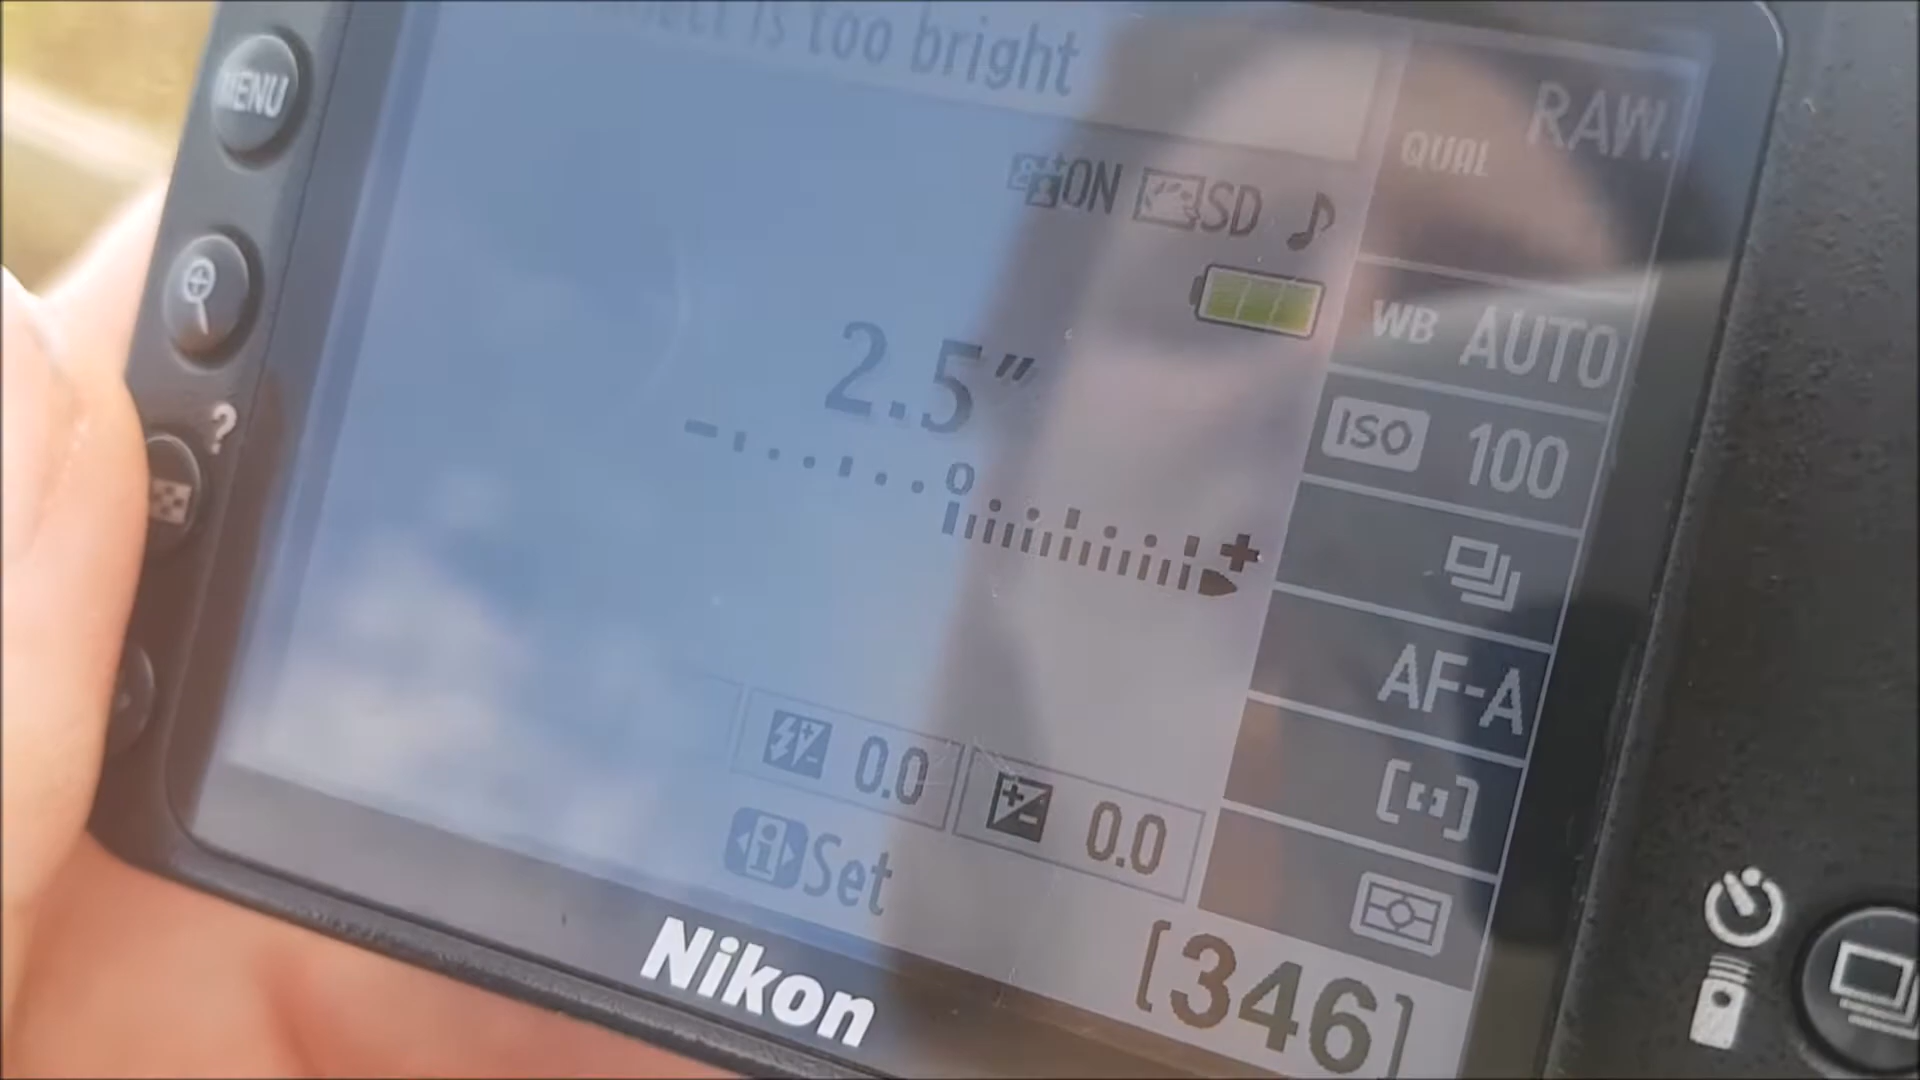 is too bright
MENU
QUAL RAW
ON SD
WB AUTO
2.5"
?
- 0 +
ISO 100
AF-A
0.0 0.0
i Set
[346]
Nikon